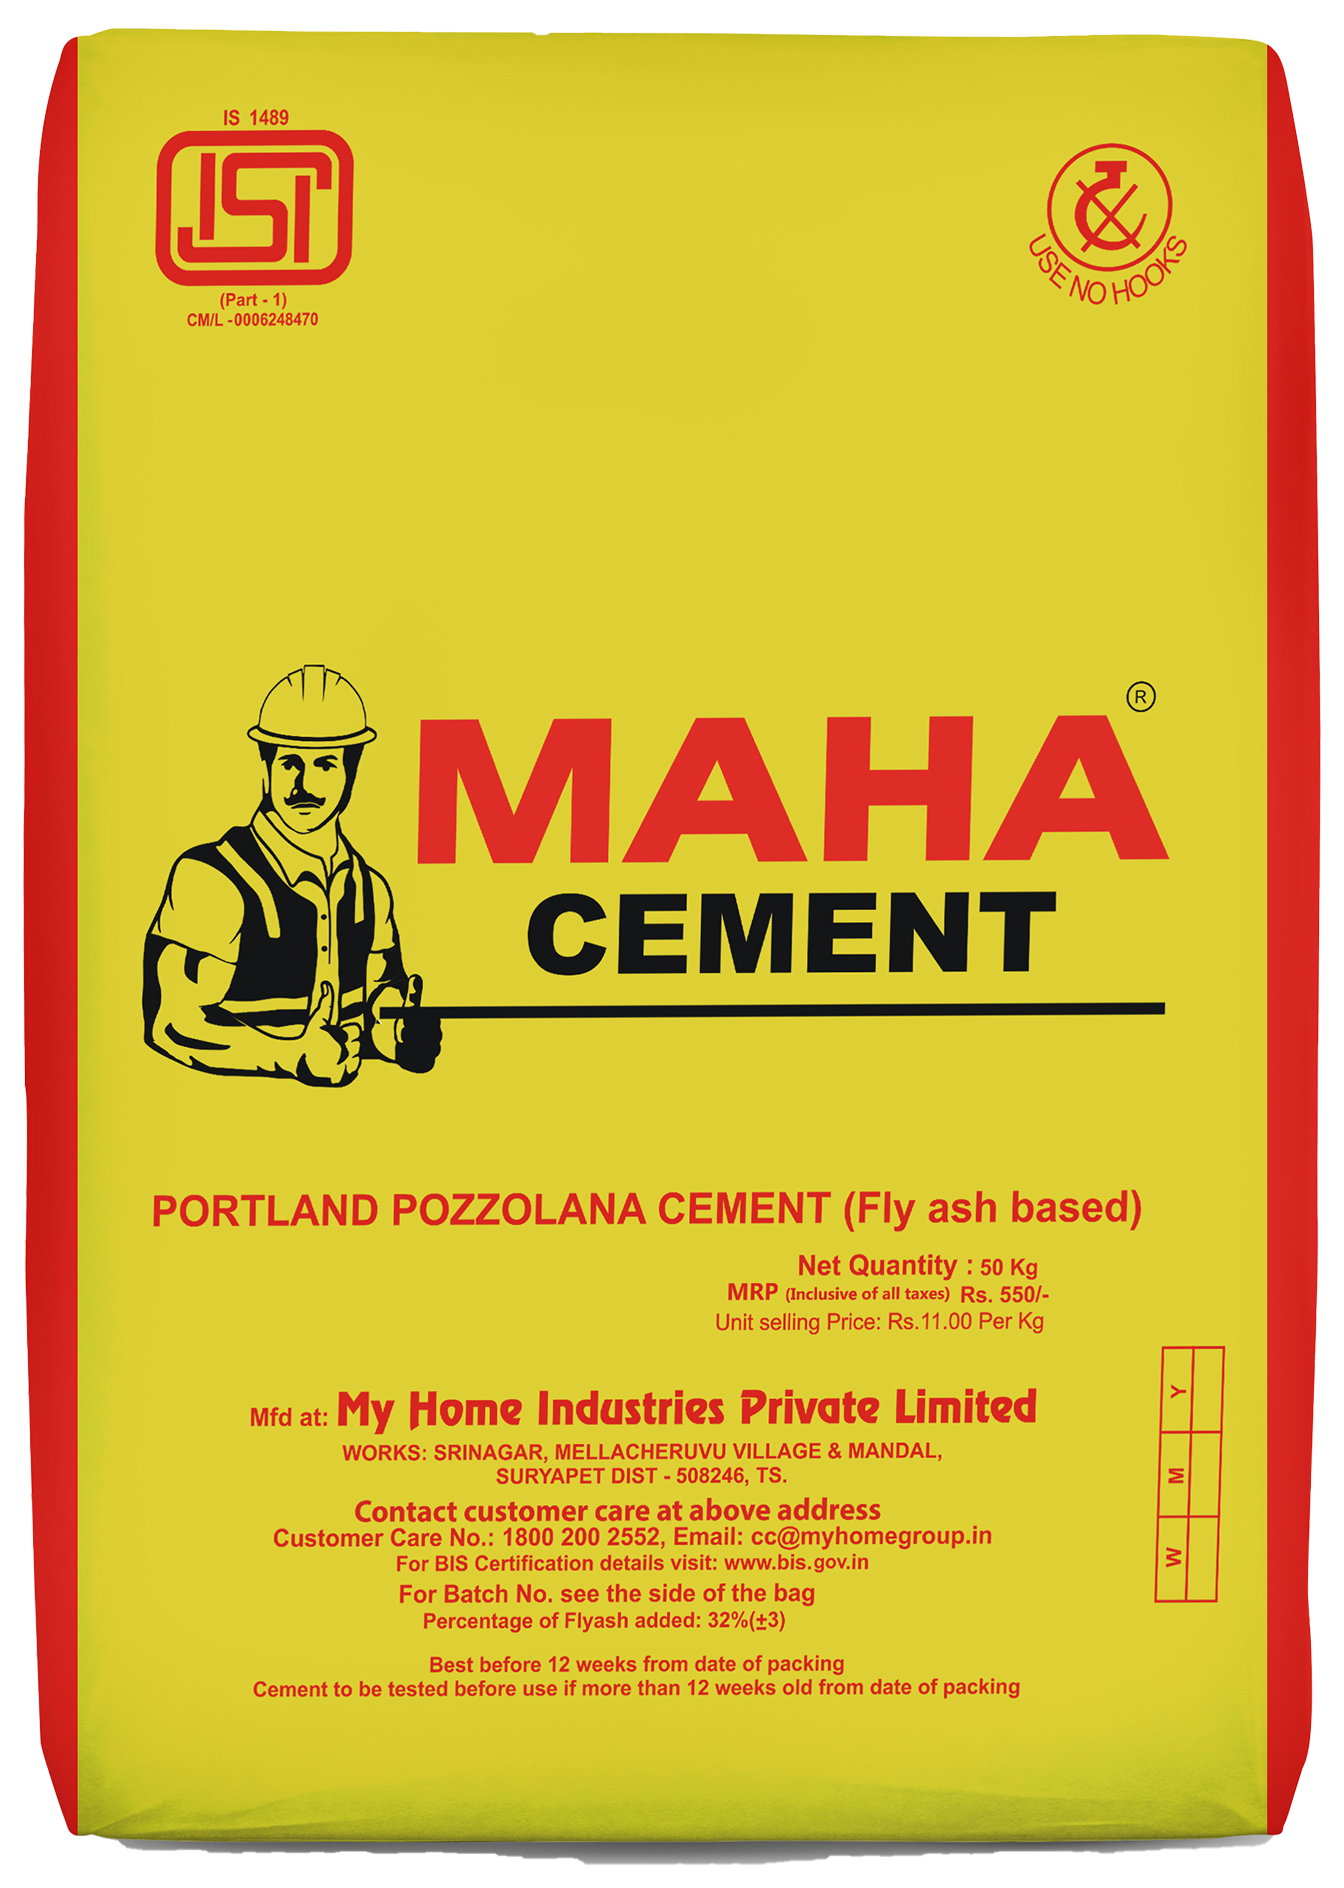 IS 1489
ISI
(Part - 1)
CM/L -0006248470
USE NO HOOKS
MAHA ®
CEMENT
PORTLAND POZZOLANA CEMENT (Fly ash based)
Net Quantity : 50 Kg
MRP (Inclusive of all taxes) Rs. 550/-
Unit selling Price: Rs.11.00 Per Kg
Mfd at: My Home Industries Private Limited
WORKS: SRINAGAR, MELLACHERUVU VILLAGE & MANDAL,
SURYAPET DIST - 508246, TS.
Contact customer care at above address
Customer Care No.: 1800 200 2552, Email: cc@myhomegroup.in
For BIS Certification details visit: www.bis.gov.in
For Batch No. see the side of the bag
Percentage of Flyash added: 32%(±3)
Best before 12 weeks from date of packing
Cement to be tested before use if more than 12 weeks old from date of packing
W M Y